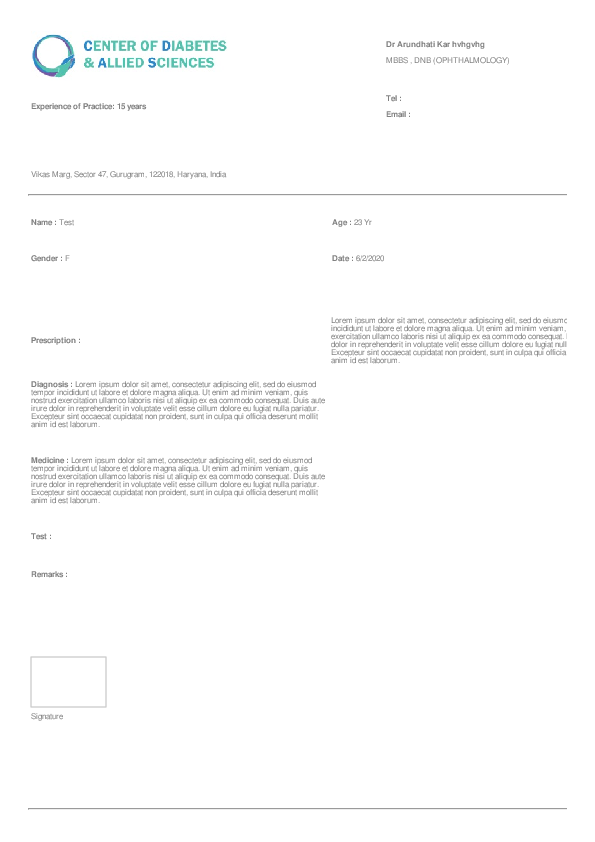 CENTER OF DIABETES
& ALLIED SCIENCES
Dr Arundhati Kar hvhgvhg
MBBS , DNB (OPHTHALMOLOGY)
Experience of Practice: 15 years
Tel :
Email :
Vikas Marg, Sector 47, Gurugram. 122018, Haryana, India
Name : Test
Age : 23 Yr
Gender : F
Date : 6/2/2020
Prescription :
Lorem ipsum dolor sit amet, consectetur adipiscing elit, sed do eiusmo
incididunt ut labore et dolore magna aliqua. Ut enim ad minim veniam,
exercitation ullamco laboris nisi ut aliquip ex ea commodo consequat.
dolor in reprehenderit in voluptate velit esse cillum dolore eu fugiat null
Excepteur sint occaecat cupidatat non proident, sunt in culpa qui officia
anim id est laborum.
Diagnosis : Lorem ipsum dolor sit amet, consectetur adipiscing elit, sed do eiusmod
tempor incididunt ut labore et dolore magna aliqua. Ut enim ad minim veniam, quis
nostrud exercitation ullamco laboris nisi ut aliquip ex ea commodo consequat. Duis aute
irure dolor in reprehenderit in voluptate velit esse cillum dolore eu fugiat nulla pariatur.
Excepteur sint occaecat cupidatat non proident, sunt in culpa qui officia deserunt mollit
anim id est laborum.
Medicine : Lorem ipsum dolor sit amet, consectetur adipiscing elit, sed do eiusmod
tempor incididunt ut labore et dolore magna aliqua. Ut enim ad minim veniam, quis
nostrud exercitation ullamco laboris nisi ut aliquip ex ea commodo consequat. Duis aute
irure dolor in reprehenderit in voluptate velit esse cillum dolore eu fugiat nulla pariatur.
Excepteur sint occaecat cupidatat non proident, sunt in culpa qui officia deserunt mollit
anim id est laborum.
Test :
Remarks :
Signature